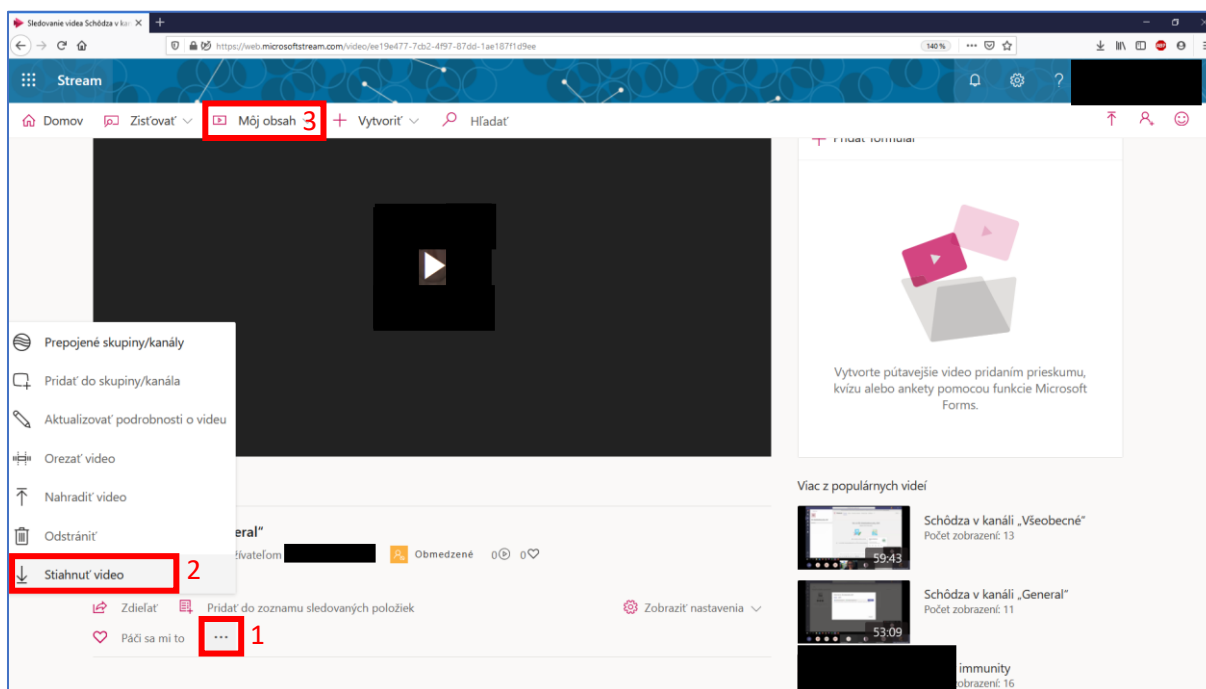 Sledovanie videa Schôdza v kan
https://web.microsoftstream.com/video/ee19e477-7cb2-4f97-87dd-1ae187f1d9ee
140 %
Stream
Domov
Zisťovať
Môj obsah
3
Vytvoriť
Hľadať
Pridať formulár
Vytvorte pútavejšie video pridaním prieskumu,
kvízu alebo ankety pomocou funkcie Microsoft
Forms.
Prepojené skupiny/kanály
Pridať do skupiny/kanála
Aktualizovať podrobnosti o videu
Orezať video
Nahradiť video
Odstrániť
Stiahnuť video
2
eral“
žívateľom
Obmedzené
0
0
Zdieľať
Pridať do zoznamu sledovaných položiek
Zobraziť nastavenia
Páči sa mi to
1
Viac z populárnych videí
59:43
Schôdza v kanáli „Všeobecné“
Počet zobrazení: 13
53:09
Schôdza v kanáli „General“
Počet zobrazení: 11
immunity
obrazení: 16